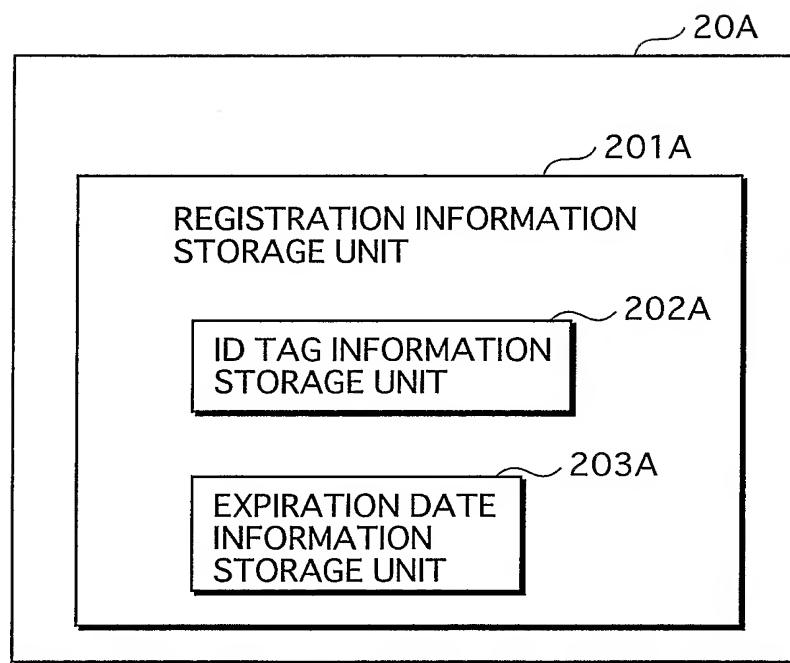 20A
201A
REGISTRATION INFORMATION
STORAGE UNIT
202A
ID TAG INFORMATION
STORAGE UNIT
203A
EXPIRATION DATE
INFORMATION
STORAGE UNIT